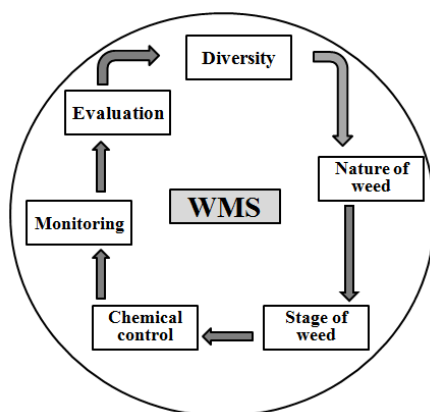 Diversity
Evaluation
Nature of
weed
WMS
Monitoring
Chemical
control
Stage of
weed